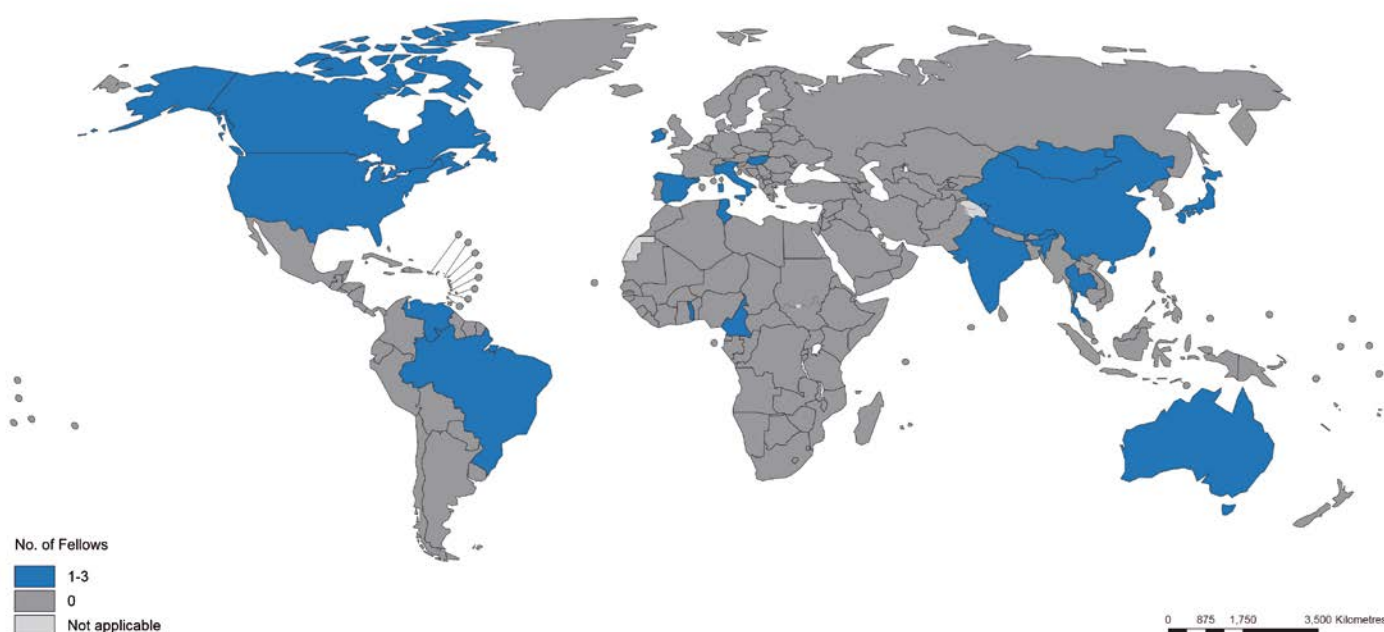 No. of Fellows
1-3
0
Not applicable
0 875 1,750 3,500 Kilometres